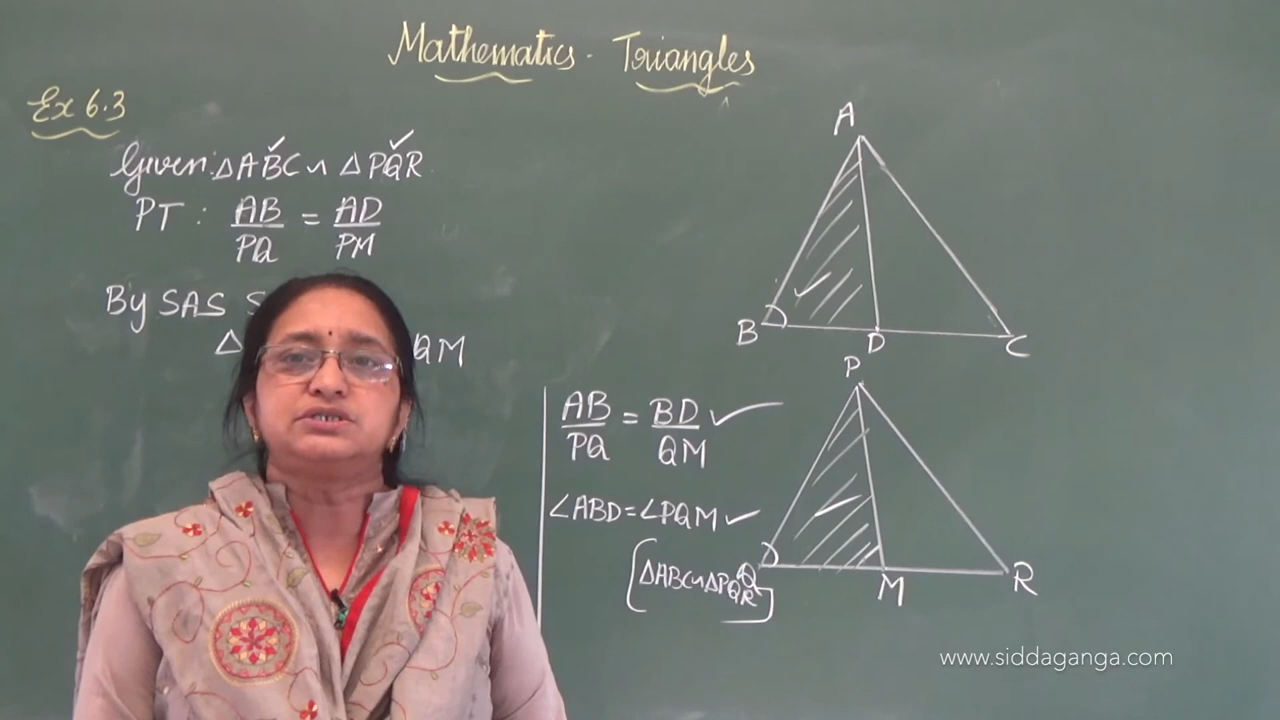 Mathematics - Triangles
Ex 6.3
Given: △ABC ~ △PQR
PT : AB/PQ = AD/PM
By SAS S
△ QM
AB/PQ = BD/QM ✓
∠ABD = ∠PQM ✓
[△ABC ~ △PQR]
A
B
D
C
P
Q
M
R
www.siddaganga.com